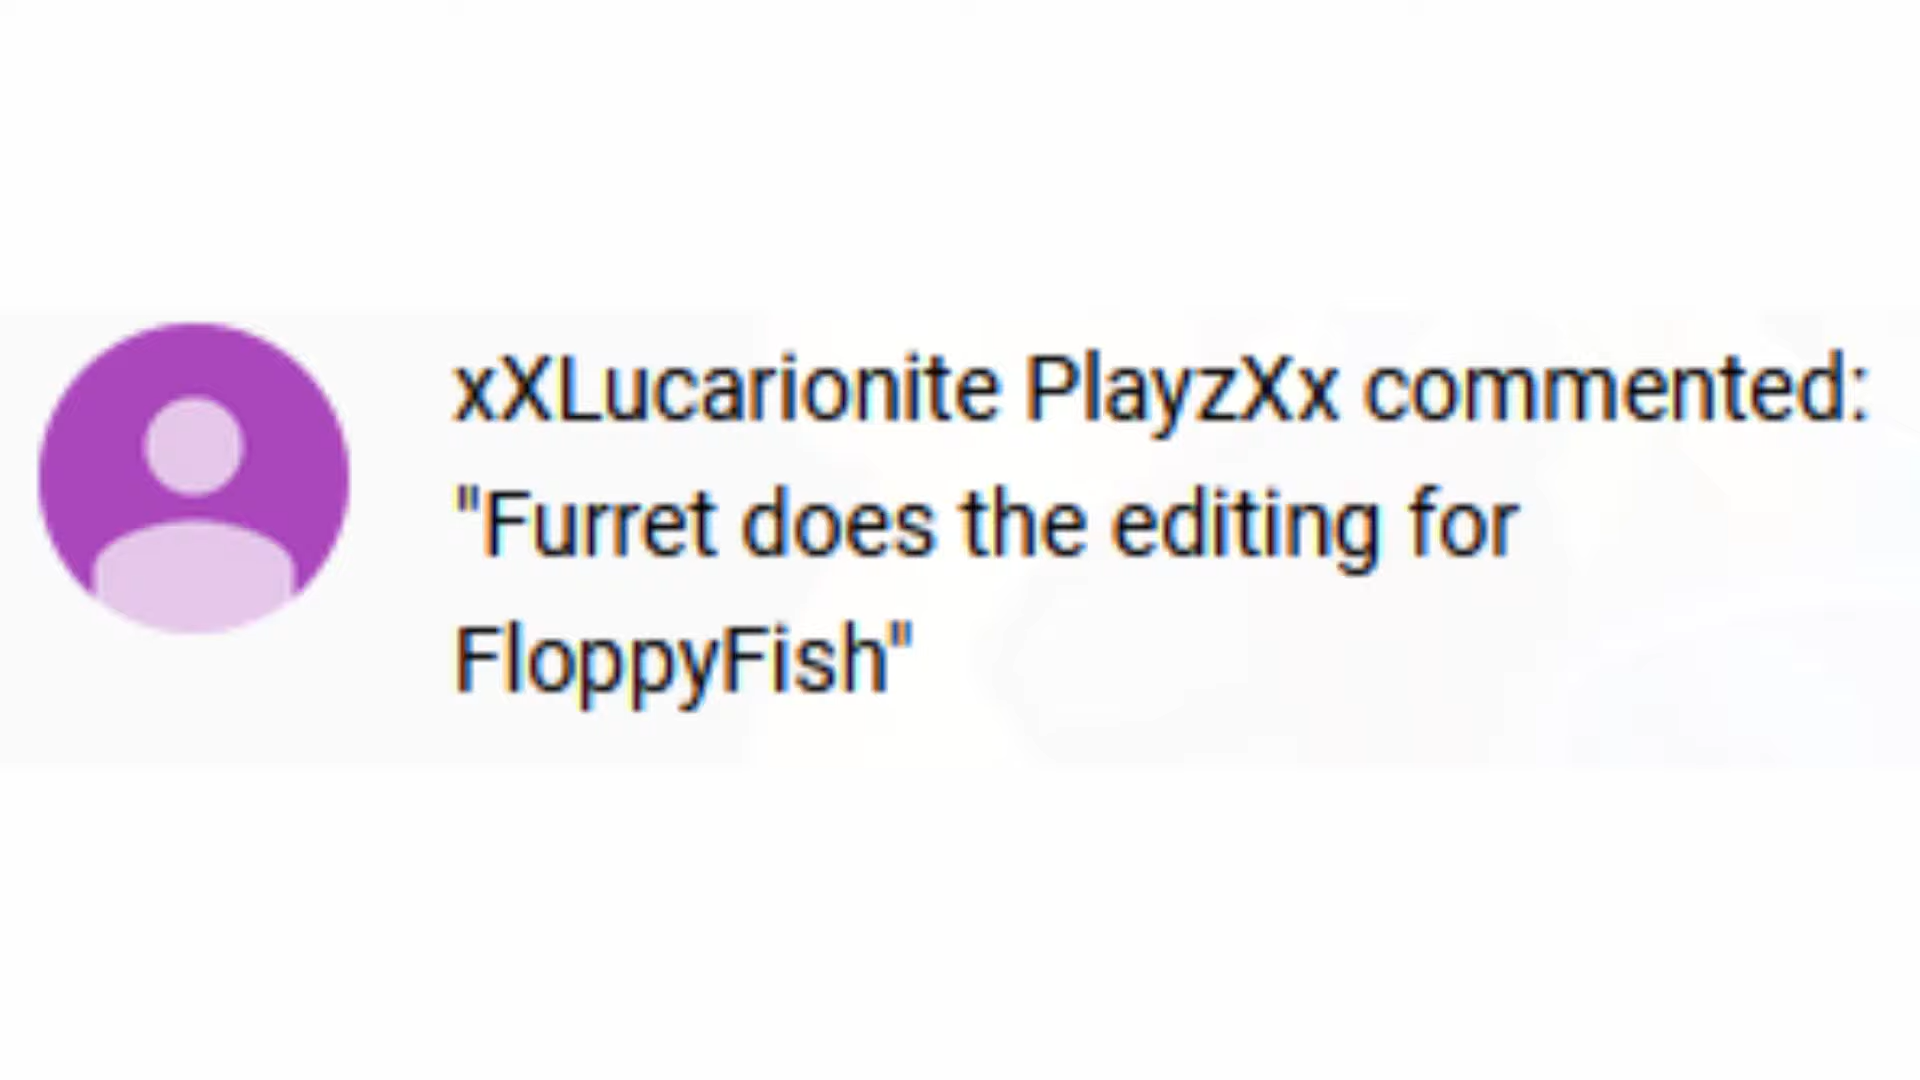 xXLucarionite PlayzXx commented:
"Furret does the editing for
FloppyFish"